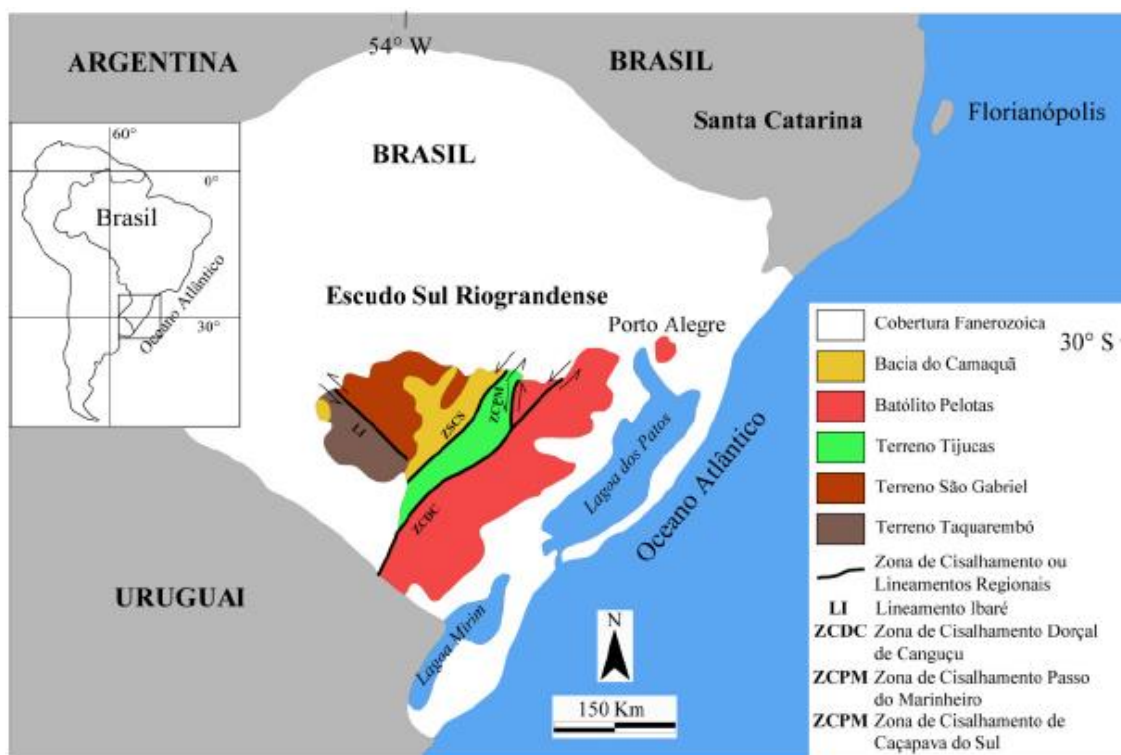 54° W
ARGENTINA
BRASIL
Santa Catarina
Florianópolis
BRASIL
60°
0°
Brasil
Oceano Atlântico
30°
Escudo Sul Riograndense
Porto Alegre
30° S
LI
ZSCS
ZCPM
ZCDC
Lagoa dos Patos
Oceano Atlântico
URUGUAI
Lagoa Mirim
N
150 Km
Cobertura Fanerozoica
Bacia do Camaquã
Batólito Pelotas
Terreno Tijucas
Terreno São Gabriel
Terreno Taquarembó
Zona de Cisalhamento ou
Lineamentos Regionais
LI Lineamento Ibaré
ZCDC Zona de Cisalhamento Dorçal
de Canguçu
ZCPM Zona de Cisalhamento Passo
do Marinheiro
ZCPM Zona de Cisalhamento de
Caçapava do Sul